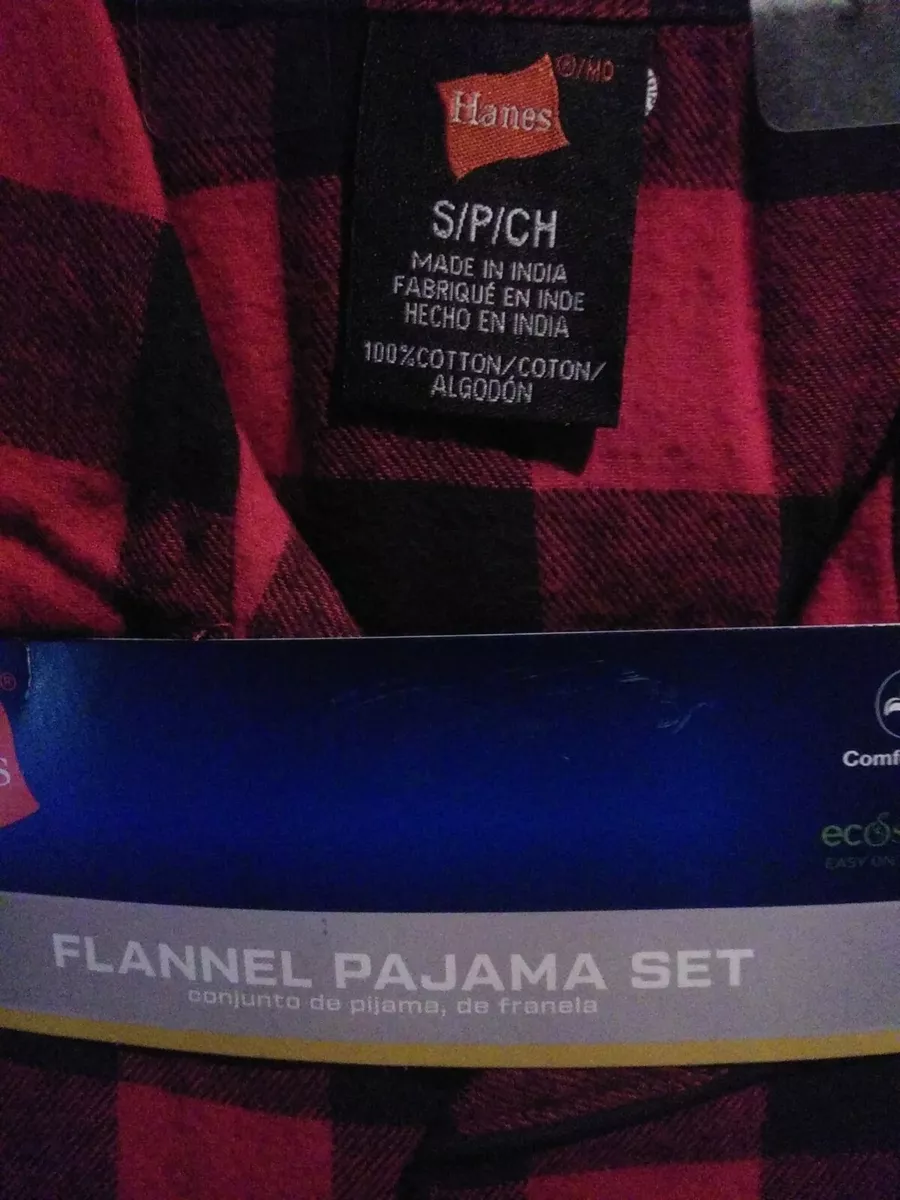 ®/MD
Hanes
S/P/CH
MADE IN INDIA
FABRIQUÉ EN INDE
HECHO EN INDIA
100%COTTON/COTON/
ALGODÓN
®
s
Comf
eco
EASY ON
FLANNEL PAJAMA SET
conjunto de pijama, de franela